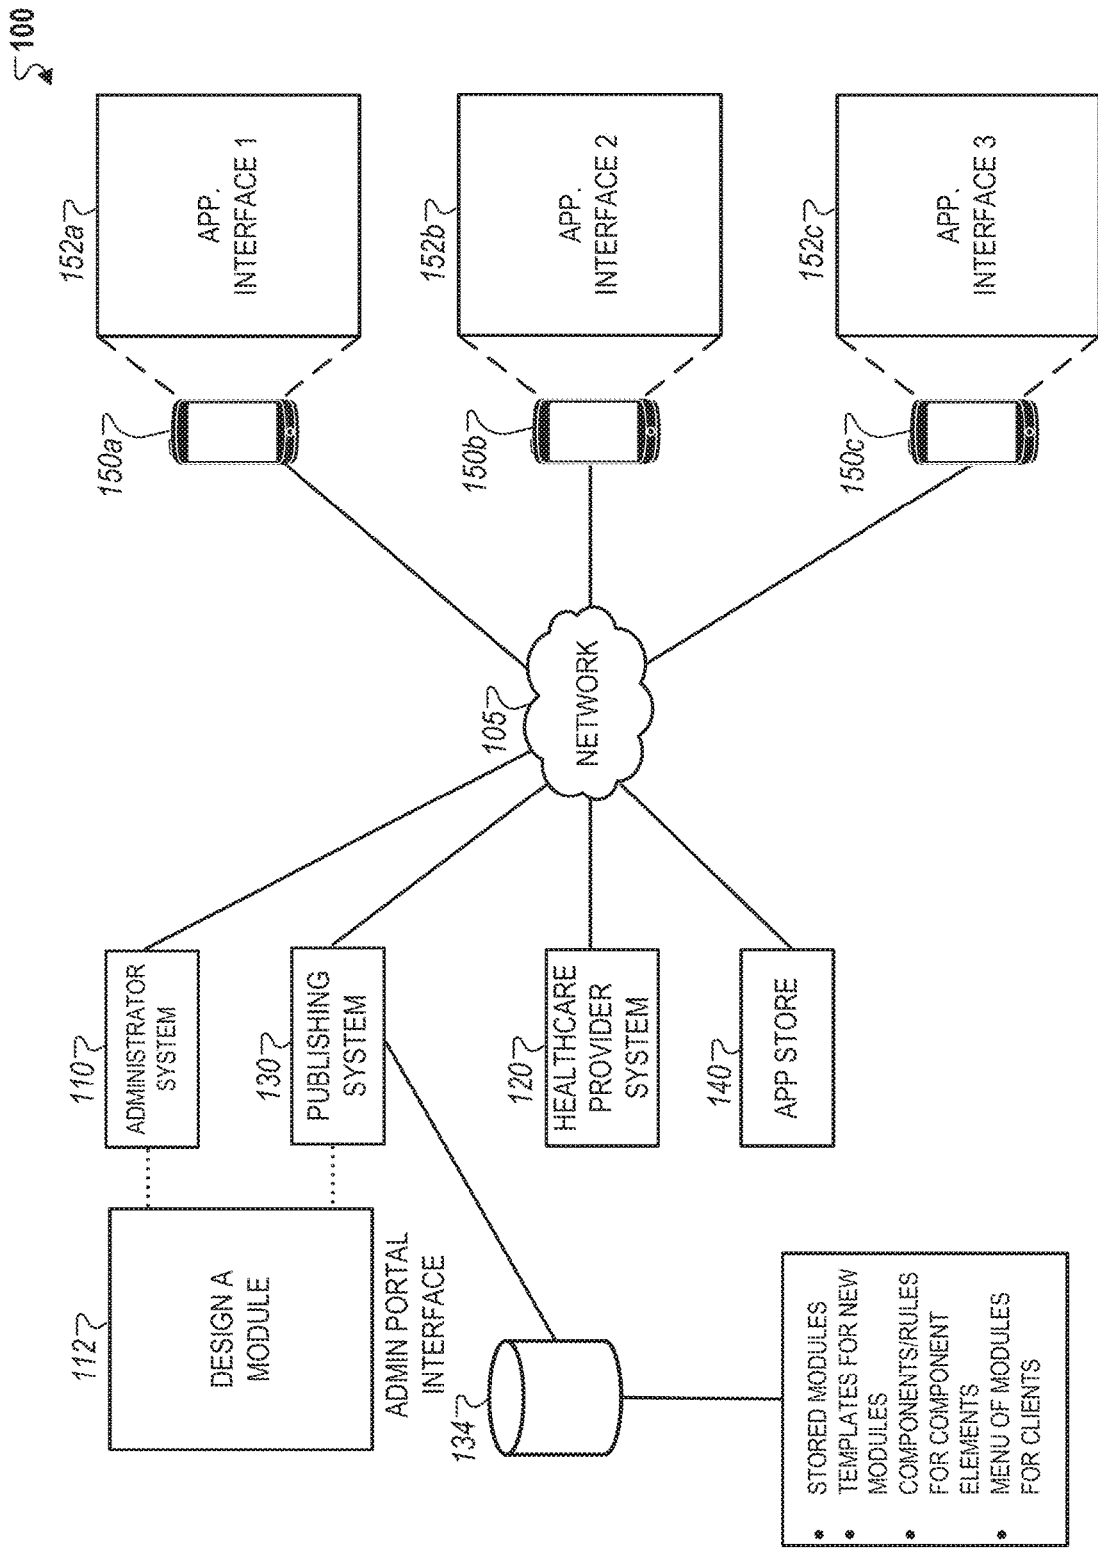 100
112
DESIGN A
MODULE
ADMIN PORTAL
INTERFACE
110
ADMINISTRATOR
SYSTEM
130
PUBLISHING
SYSTEM
134
• STORED MODULES
• TEMPLATES FOR NEW
MODULES
• COMPONENTS/RULES
FOR COMPONENT
ELEMENTS
• MENU OF MODULES
FOR CLIENTS
120
HEALTHCARE
PROVIDER
SYSTEM
140
APP STORE
105
NETWORK
150a
152a
APP.
INTERFACE 1
150b
152b
APP.
INTERFACE 2
150c
152c
APP.
INTERFACE 3